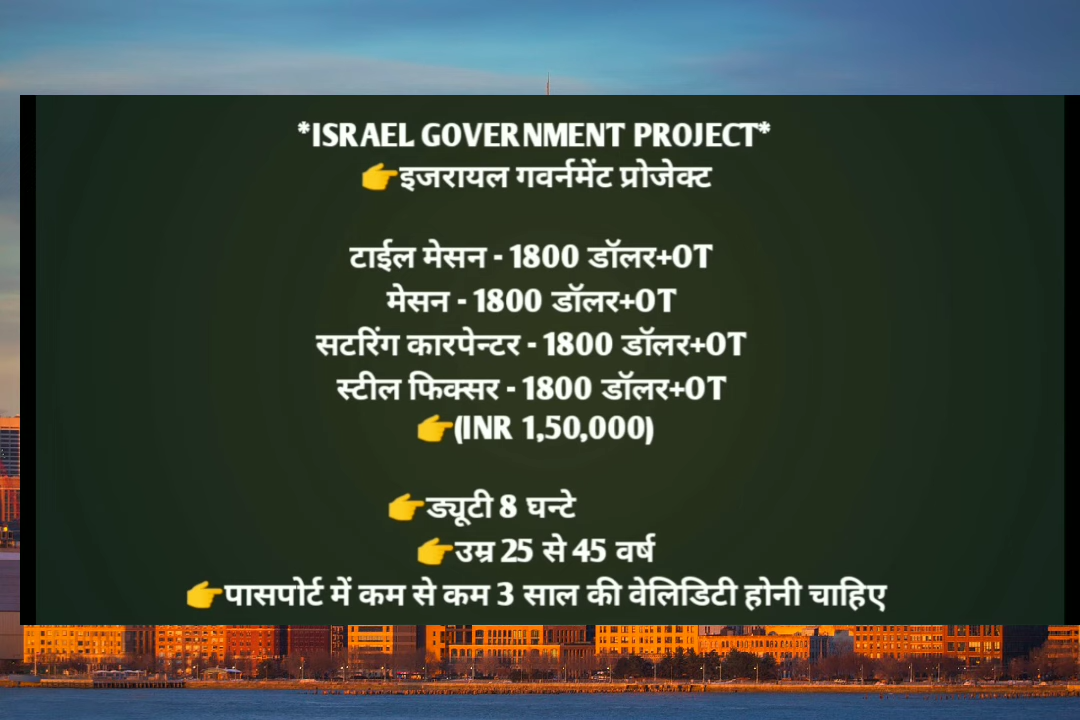 *ISRAEL GOVERNMENT PROJECT*
👉इजरायल गवर्नमेंट प्रोजेक्ट
टाईल मेसन - 1800 डॉलर+OT
मेसन - 1800 डॉलर+OT
सटरिंग कारपेन्टर - 1800 डॉलर+OT
स्टील फिक्सर - 1800 डॉलर+OT
👉(INR 1,50,000)
👉ड्यूटी 8 घन्टे
👉उम्र 25 से 45 वर्ष
👉पासपोर्ट में कम से कम 3 साल की वेलिडिटी होनी चाहिए